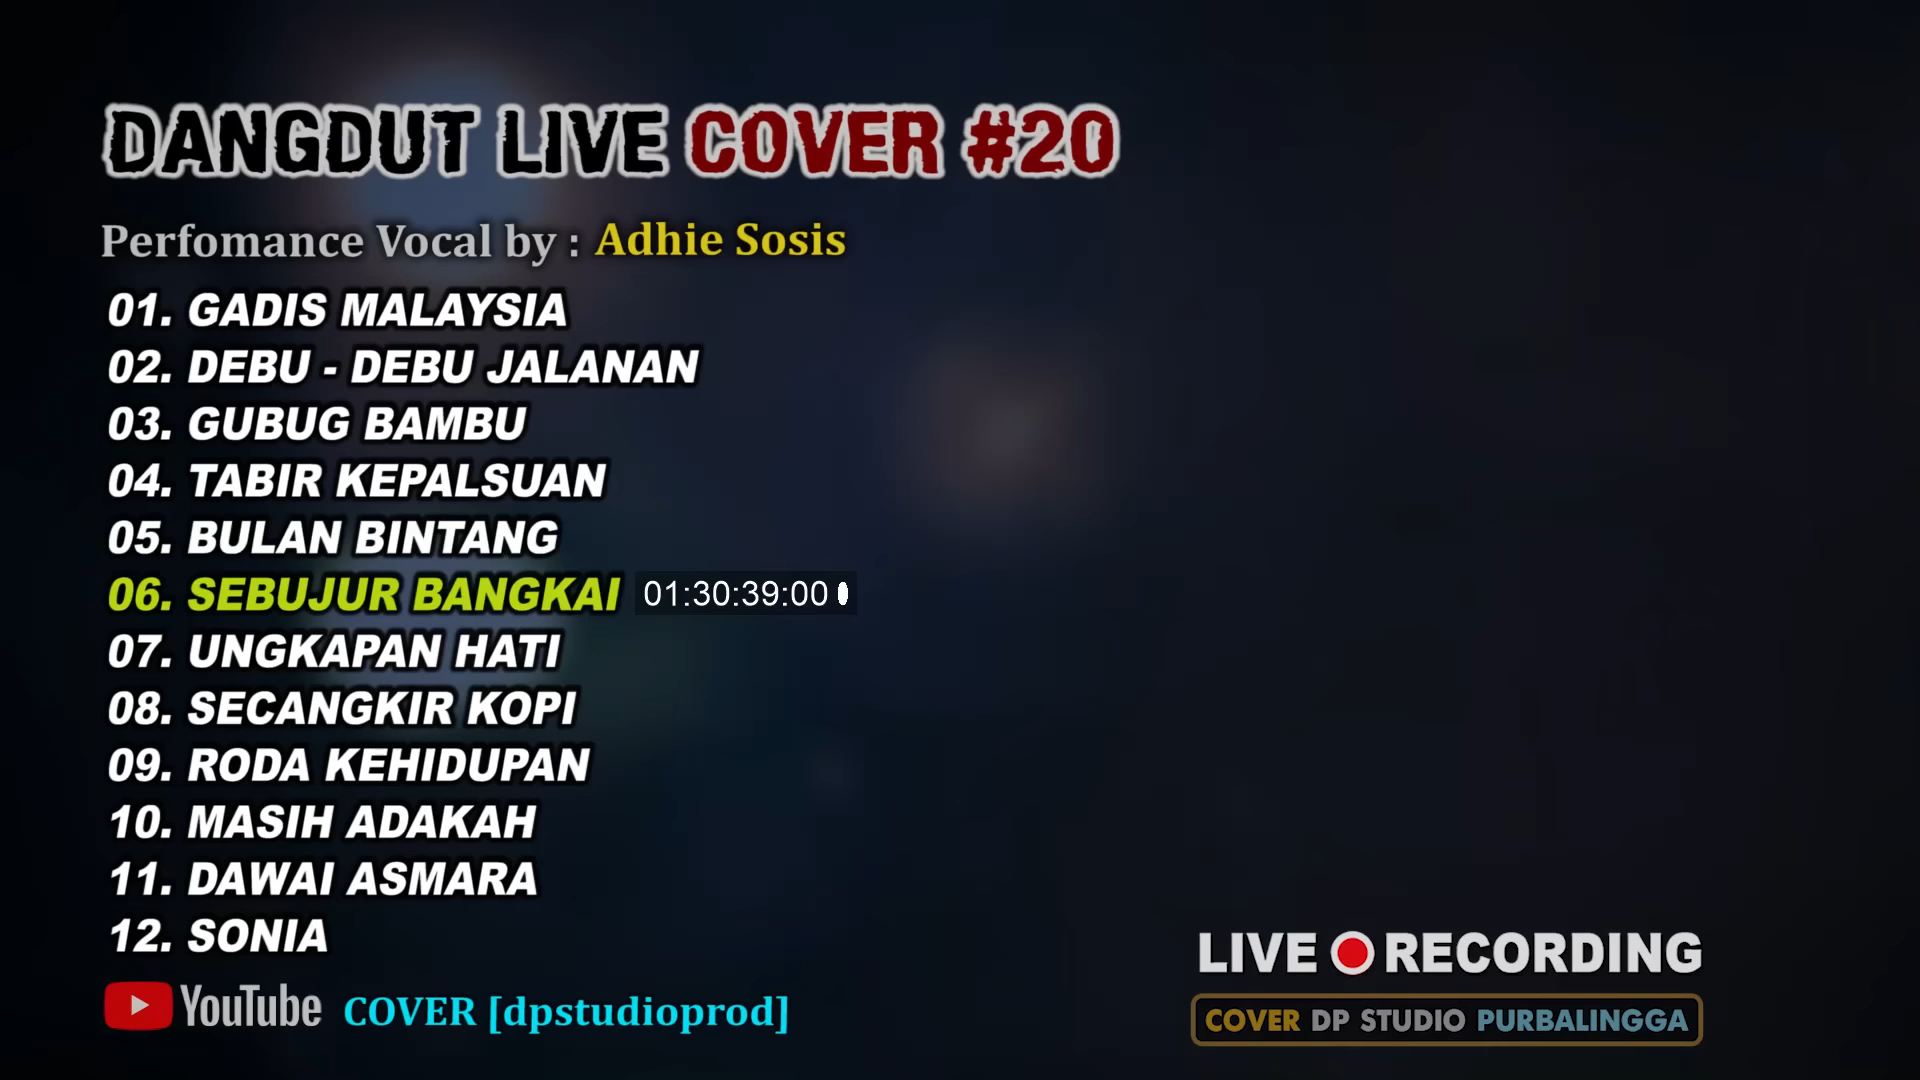 DANGDUT LIVE COVER #20
Perfomance Vocal by : Adhie Sosis
01. GADIS MALAYSIA
02. DEBU - DEBU JALANAN
03. GUBUG BAMBU
04. TABIR KEPALSUAN
05. BULAN BINTANG
06. SEBUJUR BANGKAI 01:30:39:00
07. UNGKAPAN HATI
08. SECANGKIR KOPI
09. RODA KEHIDUPAN
10. MASIH ADAKAH
11. DAWAI ASMARA
12. SONIA
YouTube COVER [dpstudioprod]
LIVE RECORDING
COVER DP STUDIO PURBALINGGA